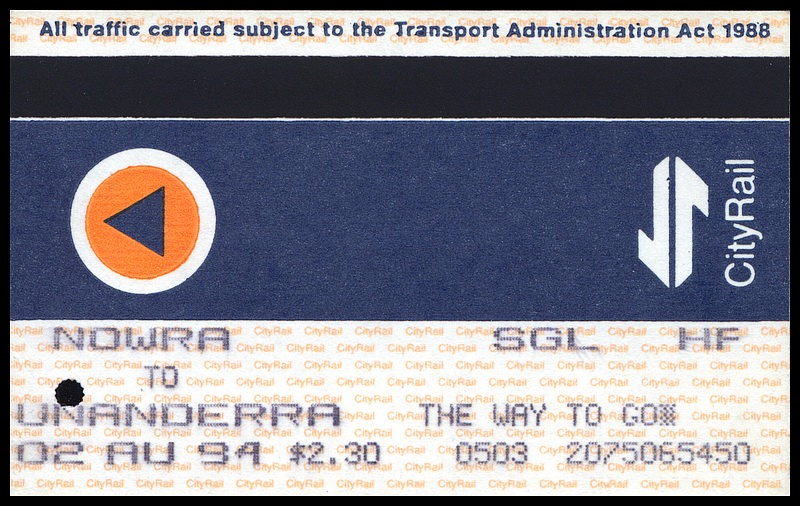 All traffic carried subject to the Transport Administration Act 1988
CityRail
NOWRA SGL HF
TO
UNANDERRA THE WAY TO GO
02 AU 94 $2.30 0503 2075065450